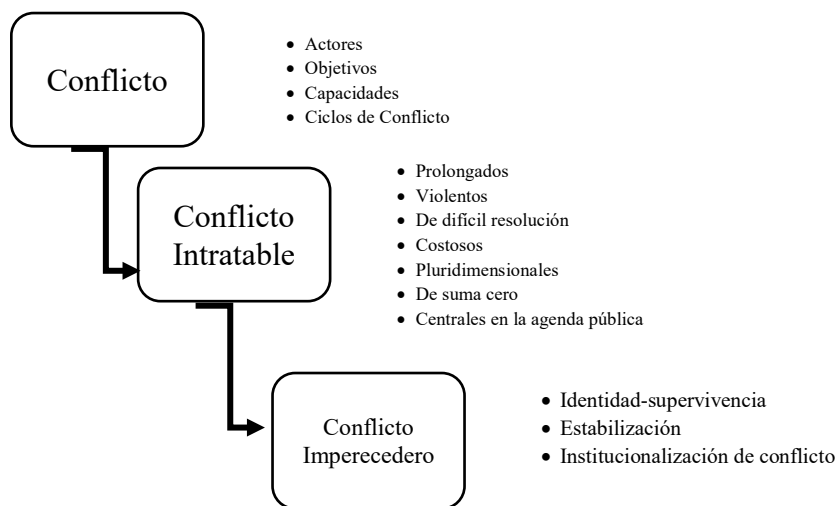 Conflicto
• Actores
• Objetivos
• Capacidades
• Ciclos de Conflicto
Conflicto
Intratable
• Prolongados
• Violentos
• De difícil resolución
• Costosos
• Pluridimensionales
• De suma cero
• Centrales en la agenda pública
Conflicto
Imperecedero
• Identidad-supervivencia
• Estabilización
• Institucionalización de conflicto